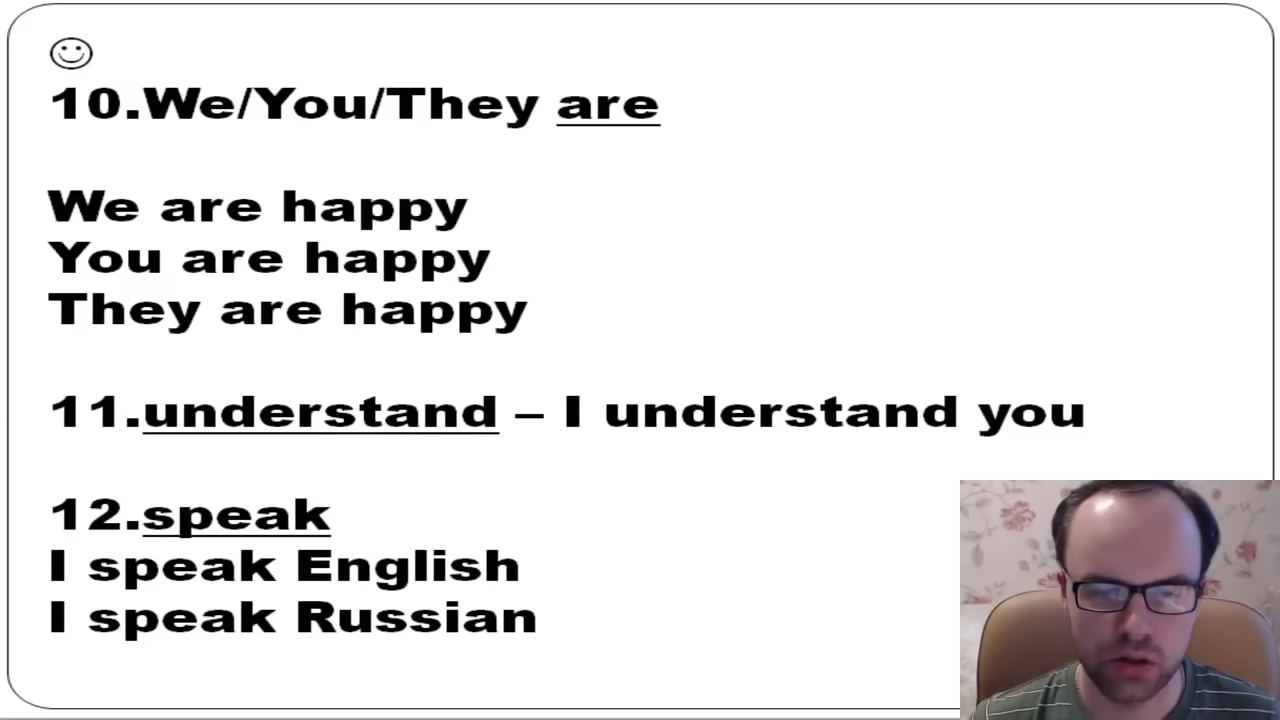 10.We/You/They are
We are happy
You are happy
They are happy
11.understand – I understand you
12.speak
I speak English
I speak Russian